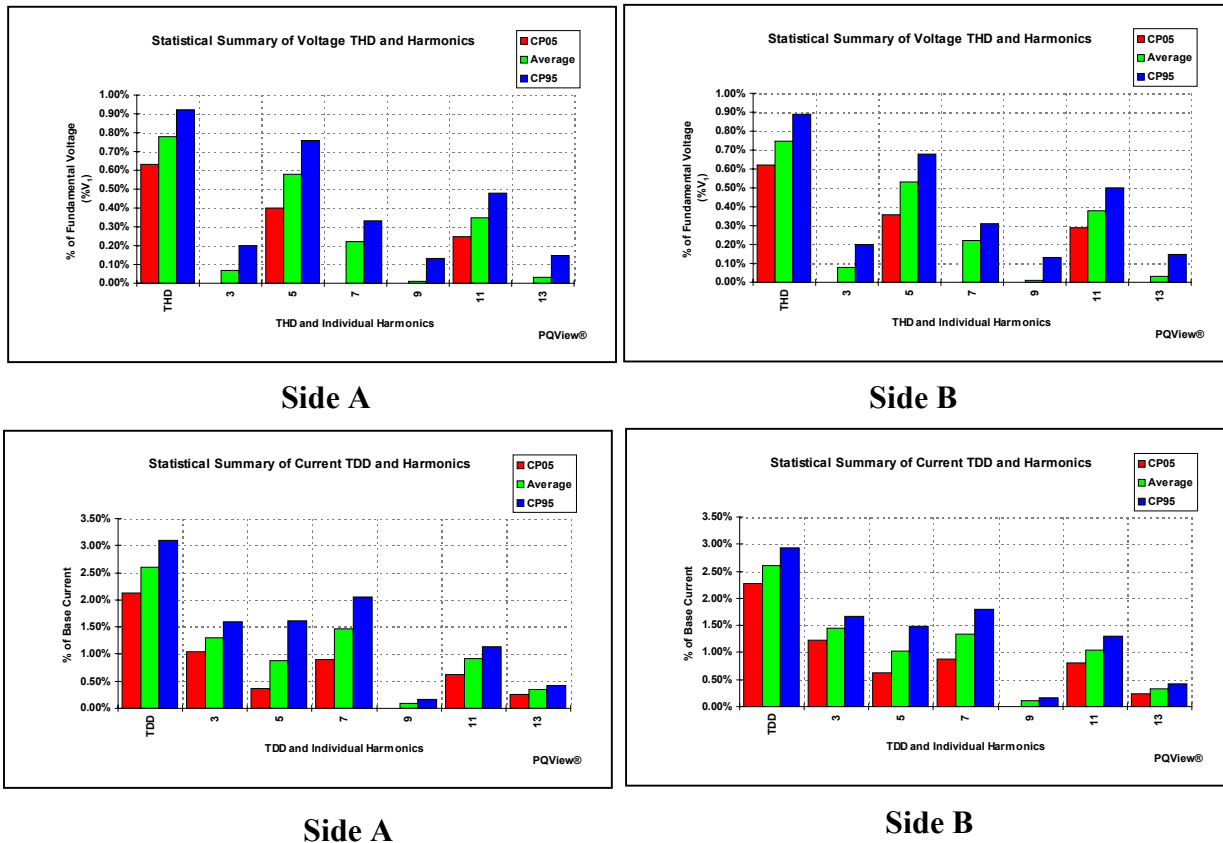 Statistical Summary of Voltage THD and Harmonics
CP05
Average
CP95
1.00%
0.90%
0.80%
0.70%
0.60%
0.50%
0.40%
0.30%
0.20%
0.10%
0.00%
% of Fundamental Voltage
(%V₁)
THD 3 5 7 9 11 13
THD and Individual Harmonics
PQView®
Side A
Statistical Summary of Voltage THD and Harmonics
CP05
Average
CP95
1.00%
0.90%
0.80%
0.70%
0.60%
0.50%
0.40%
0.30%
0.20%
0.10%
0.00%
% of Fundamental Voltage
(%V₁)
THD 3 5 7 9 11 13
THD and Individual Harmonics
PQView®
Side B
Statistical Summary of Current TDD and Harmonics
CP05
Average
CP95
3.50%
3.00%
2.50%
2.00%
1.50%
1.00%
0.50%
0.00%
% of Base Current
TDD 3 5 7 9 11 13
TDD and Individual Harmonics
PQView®
Side A
Statistical Summary of Current TDD and Harmonics
CP05
Average
CP95
3.50%
3.00%
2.50%
2.00%
1.50%
1.00%
0.50%
0.00%
% of Base Current
TDD 3 5 7 9 11 13
TDD and Individual Harmonics
PQView®
Side B